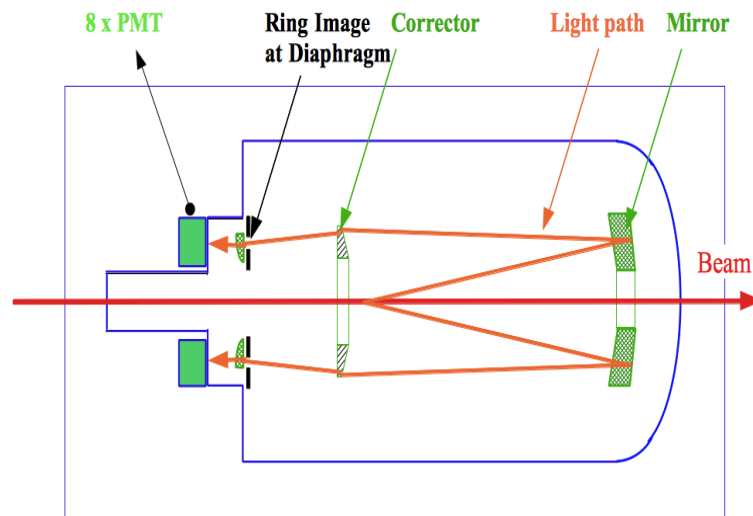 8 x PMT
Ring Image
at Diaphragm
Corrector
Light path
Mirror
Beam